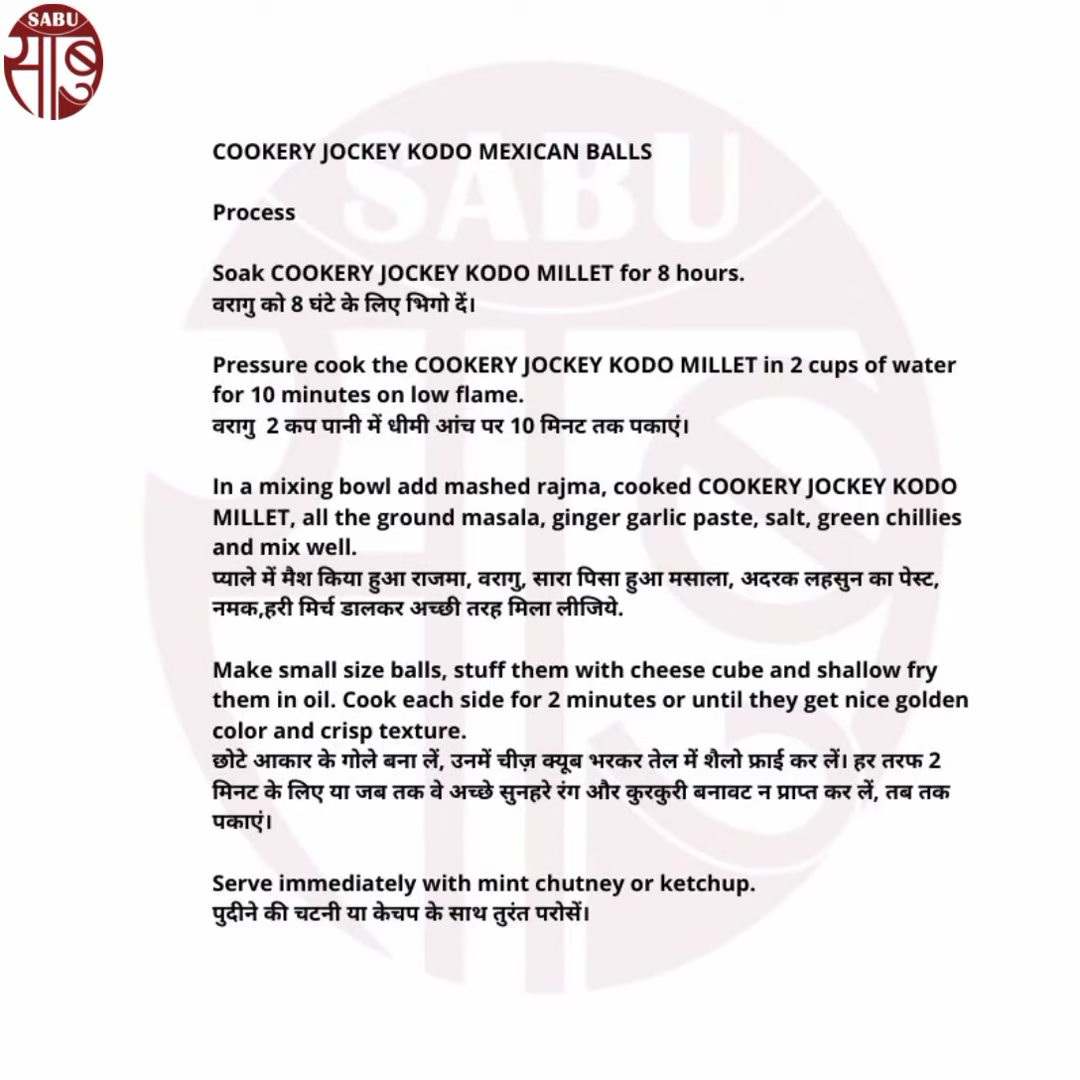 SABU
साबु
COOKERY JOCKEY KODO MEXICAN BALLS
Process
Soak COOKERY JOCKEY KODO MILLET for 8 hours.
वरागु को 8 घंटे के लिए भिगो दें।
Pressure cook the COOKERY JOCKEY KODO MILLET in 2 cups of water
for 10 minutes on low flame.
वरागु 2 कप पानी में धीमी आंच पर 10 मिनट तक पकाएं।
In a mixing bowl add mashed rajma, cooked COOKERY JOCKEY KODO
MILLET, all the ground masala, ginger garlic paste, salt, green chillies
and mix well.
प्याले में मैश किया हुआ राजमा, वरागु, सारा पिसा हुआ मसाला, अदरक लहसुन का पेस्ट,
नमक,हरी मिर्च डालकर अच्छी तरह मिला लीजिये.
Make small size balls, stuff them with cheese cube and shallow fry
them in oil. Cook each side for 2 minutes or until they get nice golden
color and crisp texture.
छोटे आकार के गोले बना लें, उनमें चीज़ क्यूब भरकर तेल में शैलो फ्राई कर लें। हर तरफ 2
मिनट के लिए या जब तक वे अच्छे सुनहरे रंग और कुरकुरी बनावट न प्राप्त कर लें, तब तक
पकाएं।
Serve immediately with mint chutney or ketchup.
पुदीने की चटनी या केचप के साथ तुरंत परोसें।